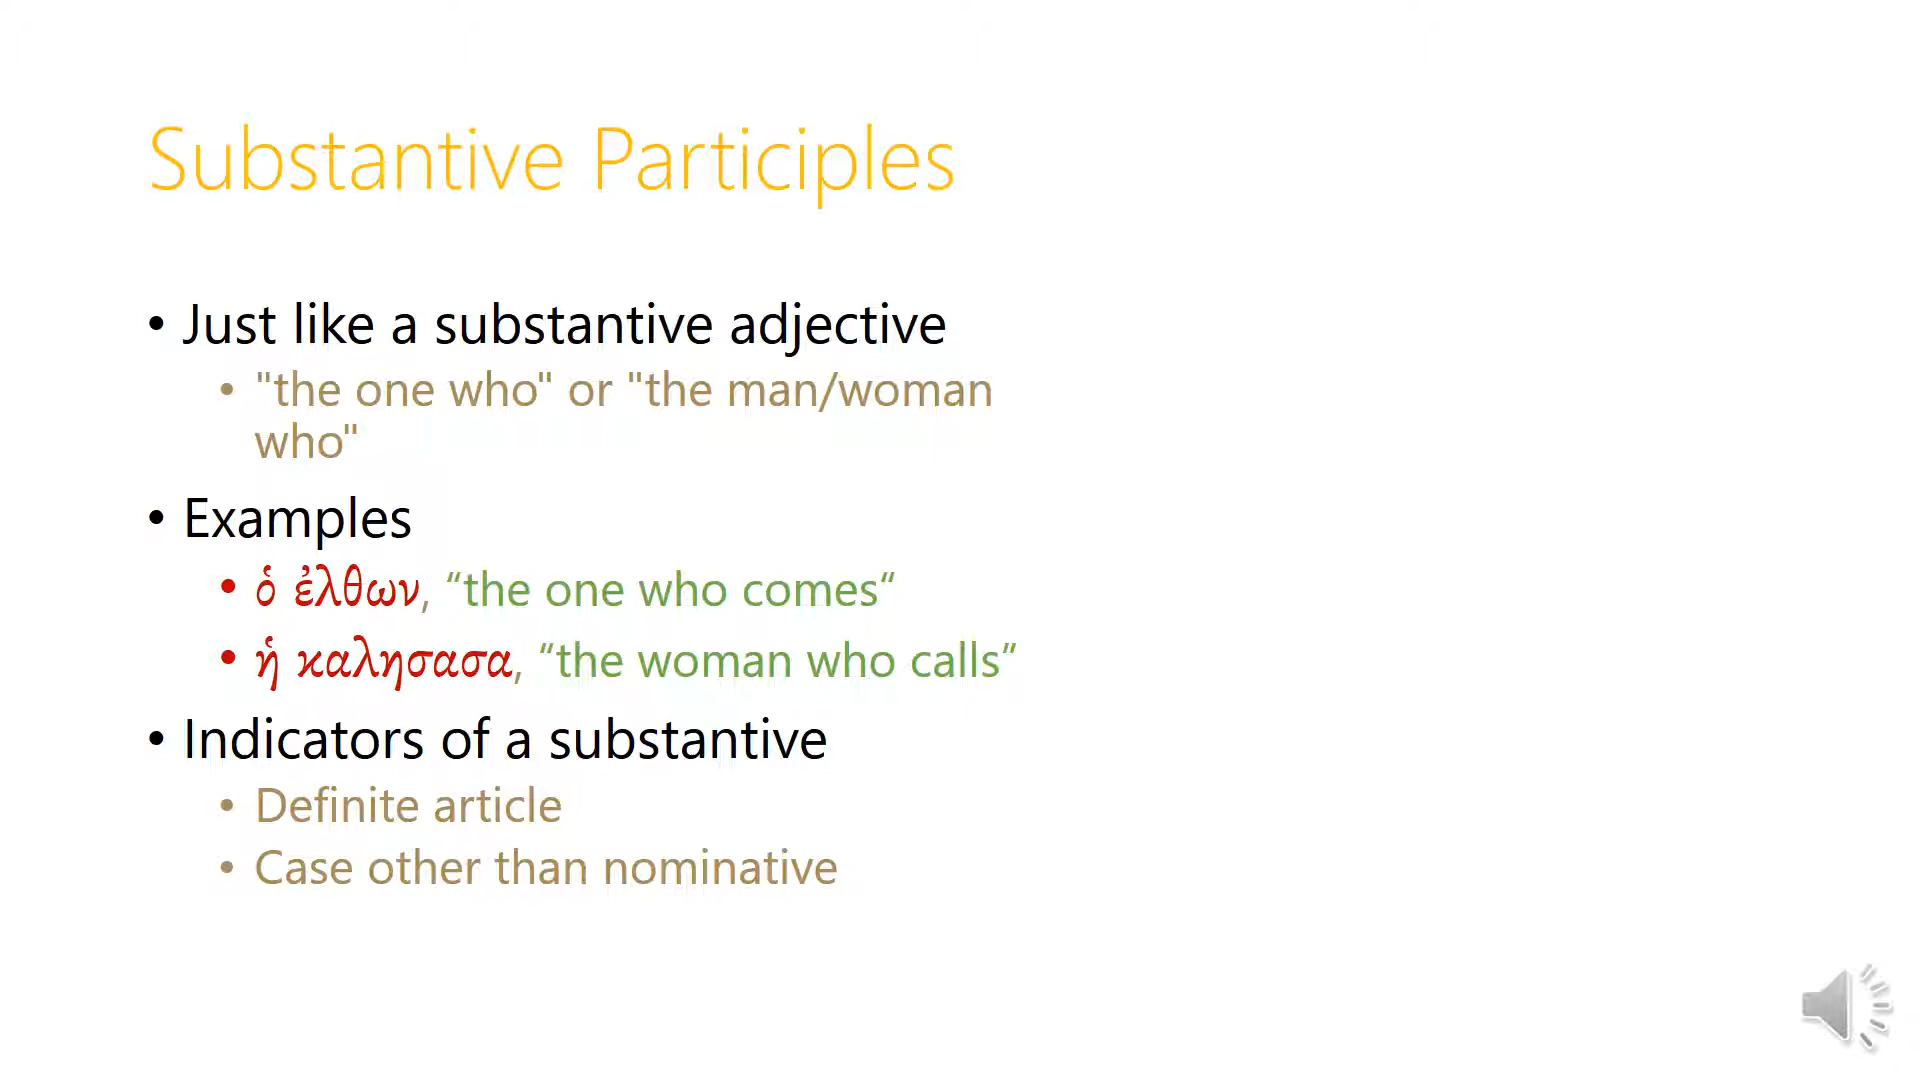 Substantive Participles
• Just like a substantive adjective
• "the one who" or "the man/woman
who"
• Examples
• ὁ ἐλθων, “the one who comes“
• ἡ καλησασα, “the woman who calls”
• Indicators of a substantive
• Definite article
• Case other than nominative